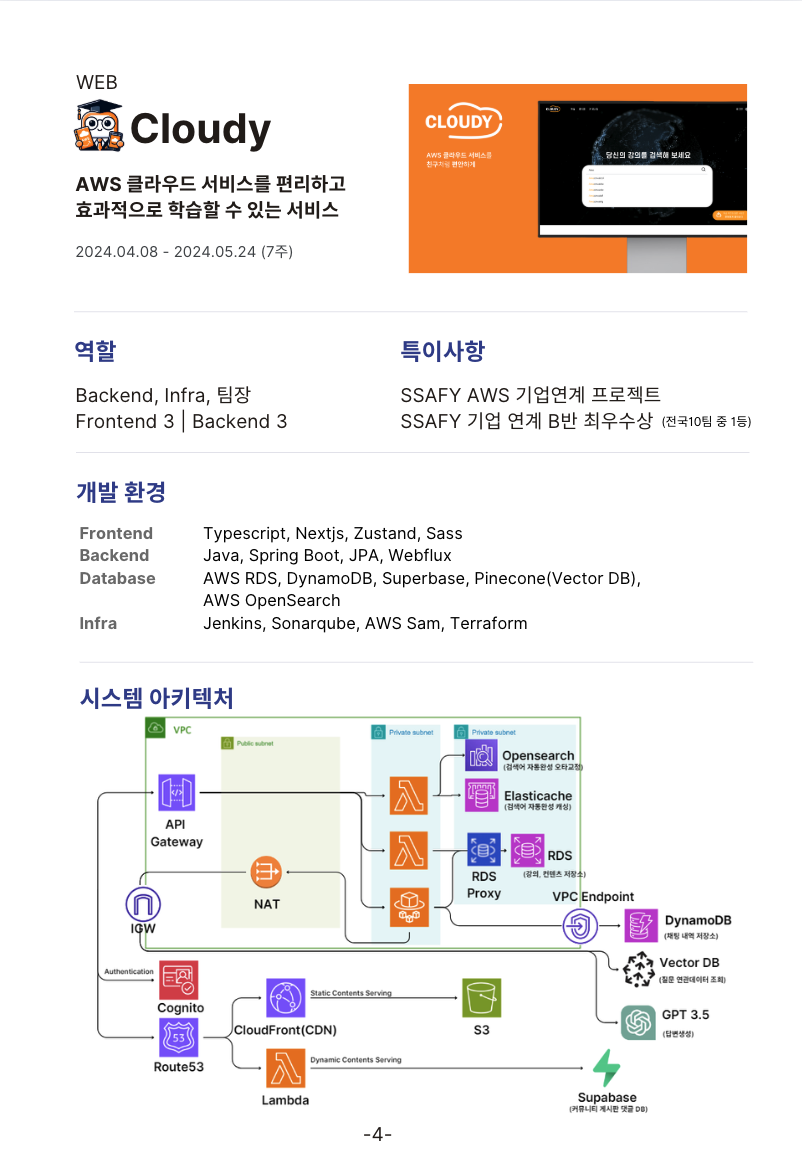 WEB
Cloudy
AWS 클라우드 서비스를 편리하고
효과적으로 학습할 수 있는 서비스
2024.04.08 - 2024.05.24 (7주)
CLOUDY
AWS 클라우드 서비스를
친구처럼 편안하게
당신의 강의를 검색해 보세요
역할
Backend, Infra, 팀장
Frontend 3 | Backend 3
특이사항
SSAFY AWS 기업연계 프로젝트
SSAFY 기업 연계 B반 최우수상 (전국10팀 중 1등)
개발 환경
Frontend Typescript, Nextjs, Zustand, Sass
Backend Java, Spring Boot, JPA, Webflux
Database AWS RDS, DynamoDB, Superbase, Pinecone(Vector DB),
AWS OpenSearch
Infra Jenkins, Sonarqube, AWS Sam, Terraform
시스템 아키텍처
VPC
Public subnet
Private subnet
Private subnet
Opensearch
(검색어 자동완성 오타교정)
Elasticache
(검색어 자동완성 캐싱)
API
Gateway
RDS
Proxy
RDS
(강의, 컨텐츠 저장소)
NAT
IGW
VPC Endpoint
DynamoDB
(채팅 내역 저장소)
Vector DB
(질문 연관데이터 조회)
GPT 3.5
(답변생성)
Authentication
Cognito
53
Route53
Static Contents Serving
CloudFront(CDN)
S3
Dynamic Contents Serving
Lambda
Supabase
(커뮤니티 게시판 댓글 DB)
-4-